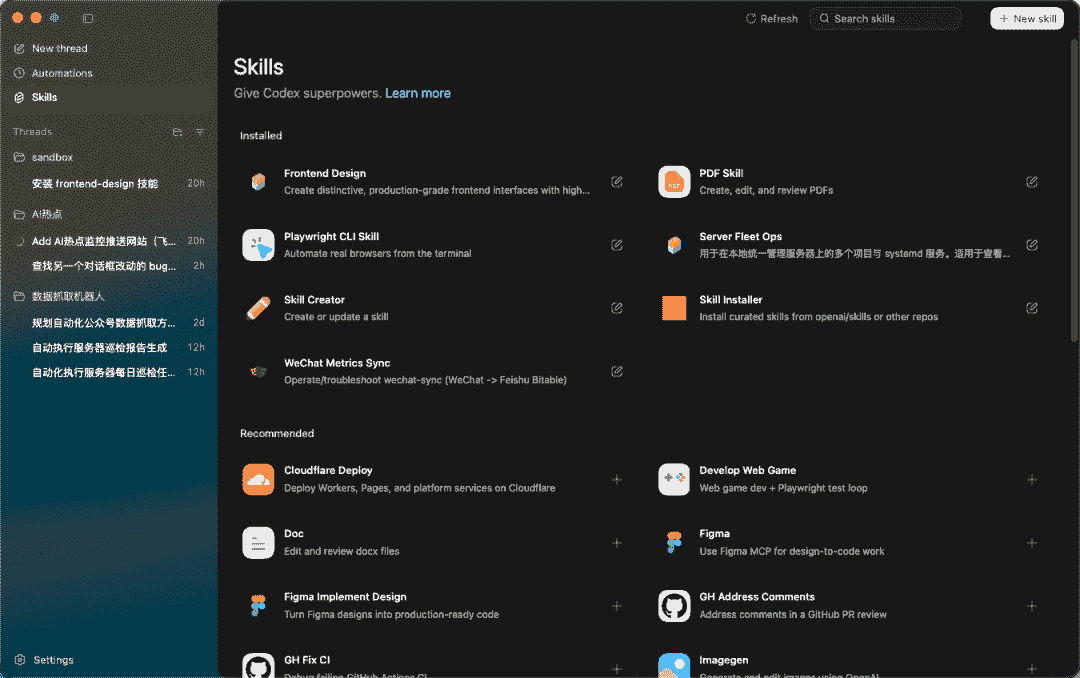 Refresh
Search skills
+ New skill
New thread
Automations
Skills
Threads
sandbox
安装 frontend-design 技能 20h
AI热点
Add AI热点监控推送网站（飞... 20h
查找另一个对话框改动的 bug... 2h
数据抓取机器人
规划自动化公众号数据抓取方... 2d
自动执行服务器巡检报告生成 12h
自动化执行服务器每日巡检任... 12h
Settings
Skills
Give Codex superpowers. Learn more
Installed
Frontend Design
Create distinctive, production-grade frontend interfaces with high...
PDF Skill
Create, edit, and review PDFs
Playwright CLI Skill
Automate real browsers from the terminal
Server Fleet Ops
用于在本地统一管理服务器上的多个项目与 systemd 服务。适用于查看...
Skill Creator
Create or update a skill
Skill Installer
Install curated skills from openai/skills or other repos
WeChat Metrics Sync
Operate/troubleshoot wechat-sync (WeChat -> Feishu Bitable)
Recommended
Cloudflare Deploy
Deploy Workers, Pages, and platform services on Cloudflare
Develop Web Game
Web game dev + Playwright test loop
Doc
Edit and review docx files
Figma
Use Figma MCP for design-to-code work
Figma Implement Design
Turn Figma designs into production-ready code
GH Address Comments
Address comments in a GitHub PR review
GH Fix CI
Debug failing GitHub Actions CI
Imagegen
Generate and edit images using OpenAI